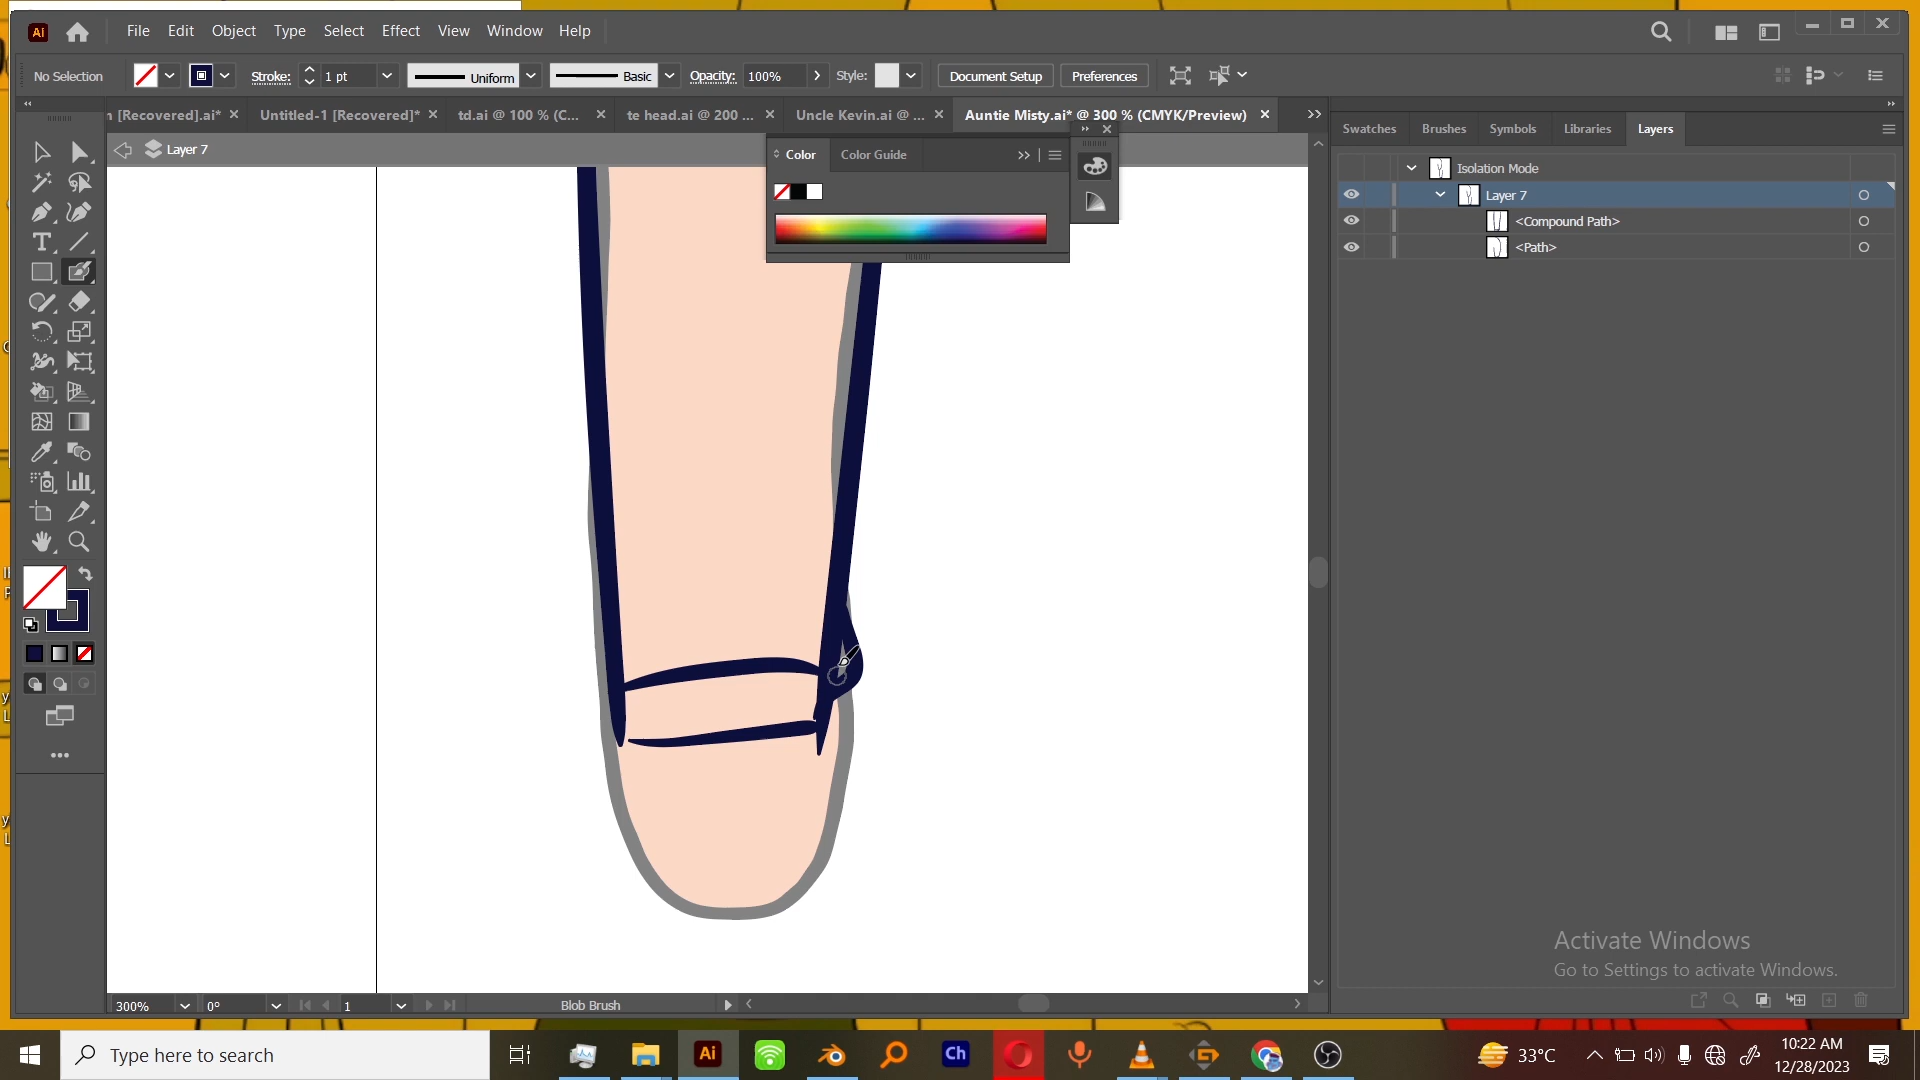 Ai File Edit Object Type Select Effect View Window Help
No Selection Stroke: 1 pt Uniform Basic Opacity: 100% Style: Document Setup Preferences
[Recovered].ai* Untitled-1 [Recovered]* td.ai @ 100 % (C... te head.ai @ 200 ... Uncle Kevin.ai @ ... Auntie Misty.ai* @ 300 % (CMYK/Preview)
Swatches Brushes Symbols Libraries Layers
Layer 7
Color Color Guide
Isolation Mode
Layer 7
<Compound Path>
<Path>
Activate Windows
Go to Settings to activate Windows.
300% 0° 1 Blob Brush
Type here to search
Ai Ch
33°C
10:22 AM
12/28/2023